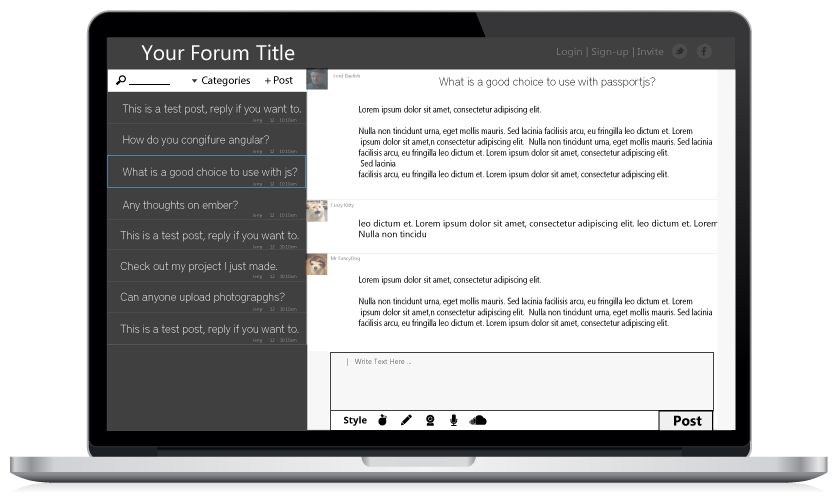 Your Forum Title
Login | Sign-up | Invite
Categories
+ Post
This is a test post, reply if you want to.
How do you congifure angular?
What is a good choice to use with js?
Any thoughts on ember?
This is a test post, reply if you want to.
Check out my project I just made.
Can anyone upload photograpghs?
This is a test post, reply if you want to.
What is a good choice to use with passportjs?
Lorem ipsum dolor sit amet, consectetur adipiscing elit.
Nulla non tincidunt urna, eget mollis mauris. Sed lacinia facilisis arcu, eu fringilla leo dictum et. Lorem
ipsum dolor sit amet,n consectetur adipiscing elit. Nulla non tincidunt urna, eget mollis mauris. Sed lacinia
facilisis arcu, eu fringilla leo dictum et. Lorem ipsum dolor sit amet, consectetur adipiscing elit.
Sed lacinia
facilisis arcu, eu fringilla leo dictum et. Lorem ipsum dolor sit amet, consectetur adipiscing elit.
Crazy Kitty
leo dictum et. Lorem ipsum dolor sit amet, consectetur adipiscing elit. leo dictum et. Lorem
Nulla non tincidu
Mr FancyDog
Lorem ipsum dolor sit amet, consectetur adipiscing elit.
Nulla non tincidunt urna, eget mollis mauris. Sed lacinia facilisis arcu, eu fringilla leo dictum et. Lorem
ipsum dolor sit amet,n consectetur adipiscing elit. Nulla non tincidunt urna, eget mollis mauris. Sed lacinia
facilisis arcu, eu fringilla leo dictum et. Lorem ipsum dolor sit amet, consectetur adipiscing elit.
| Write Text Here ...
Style
Post